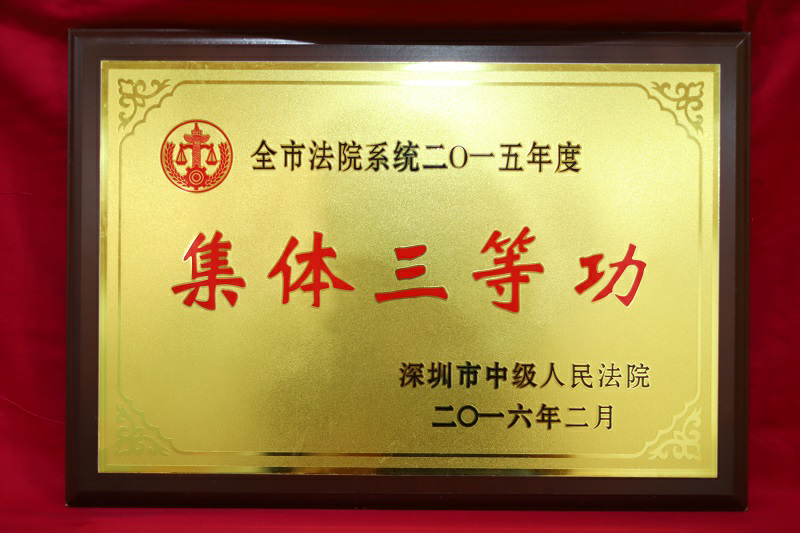 全市法院系统二〇一五年度
集体三等功
深圳市中级人民法院
二〇一六年二月